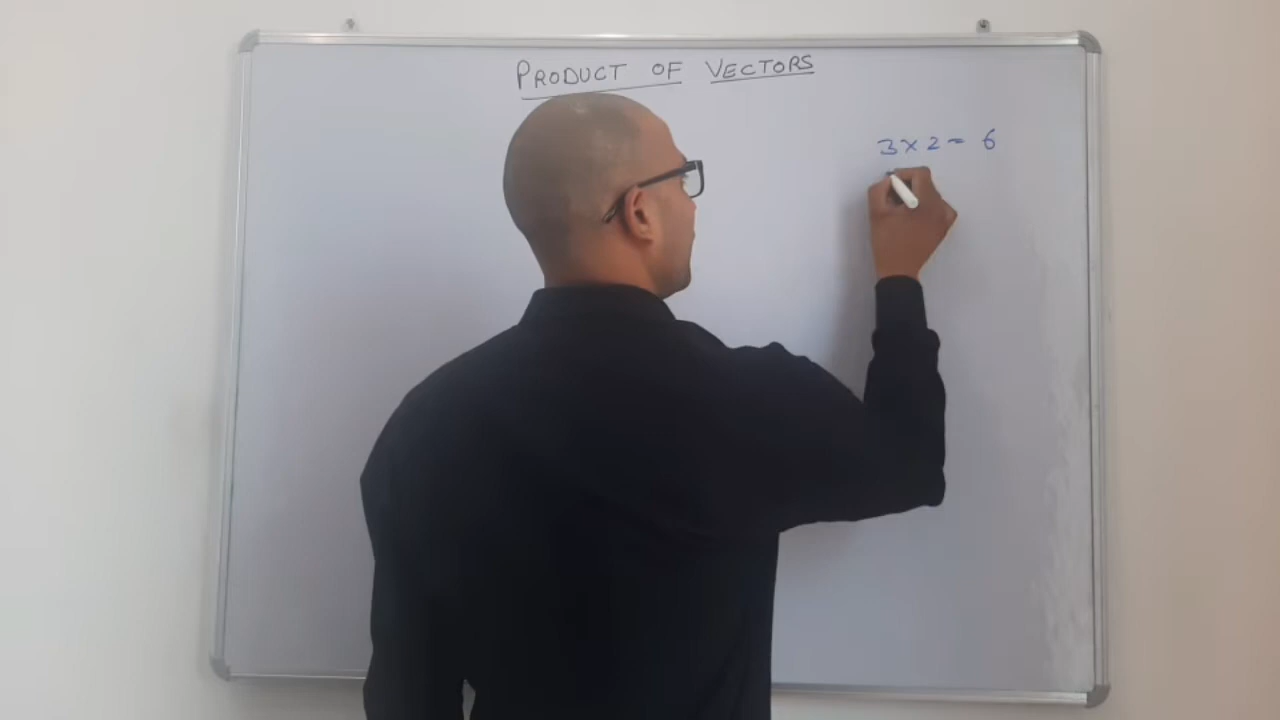 PRODUCT OF VECTORS
3 × 2 = 6